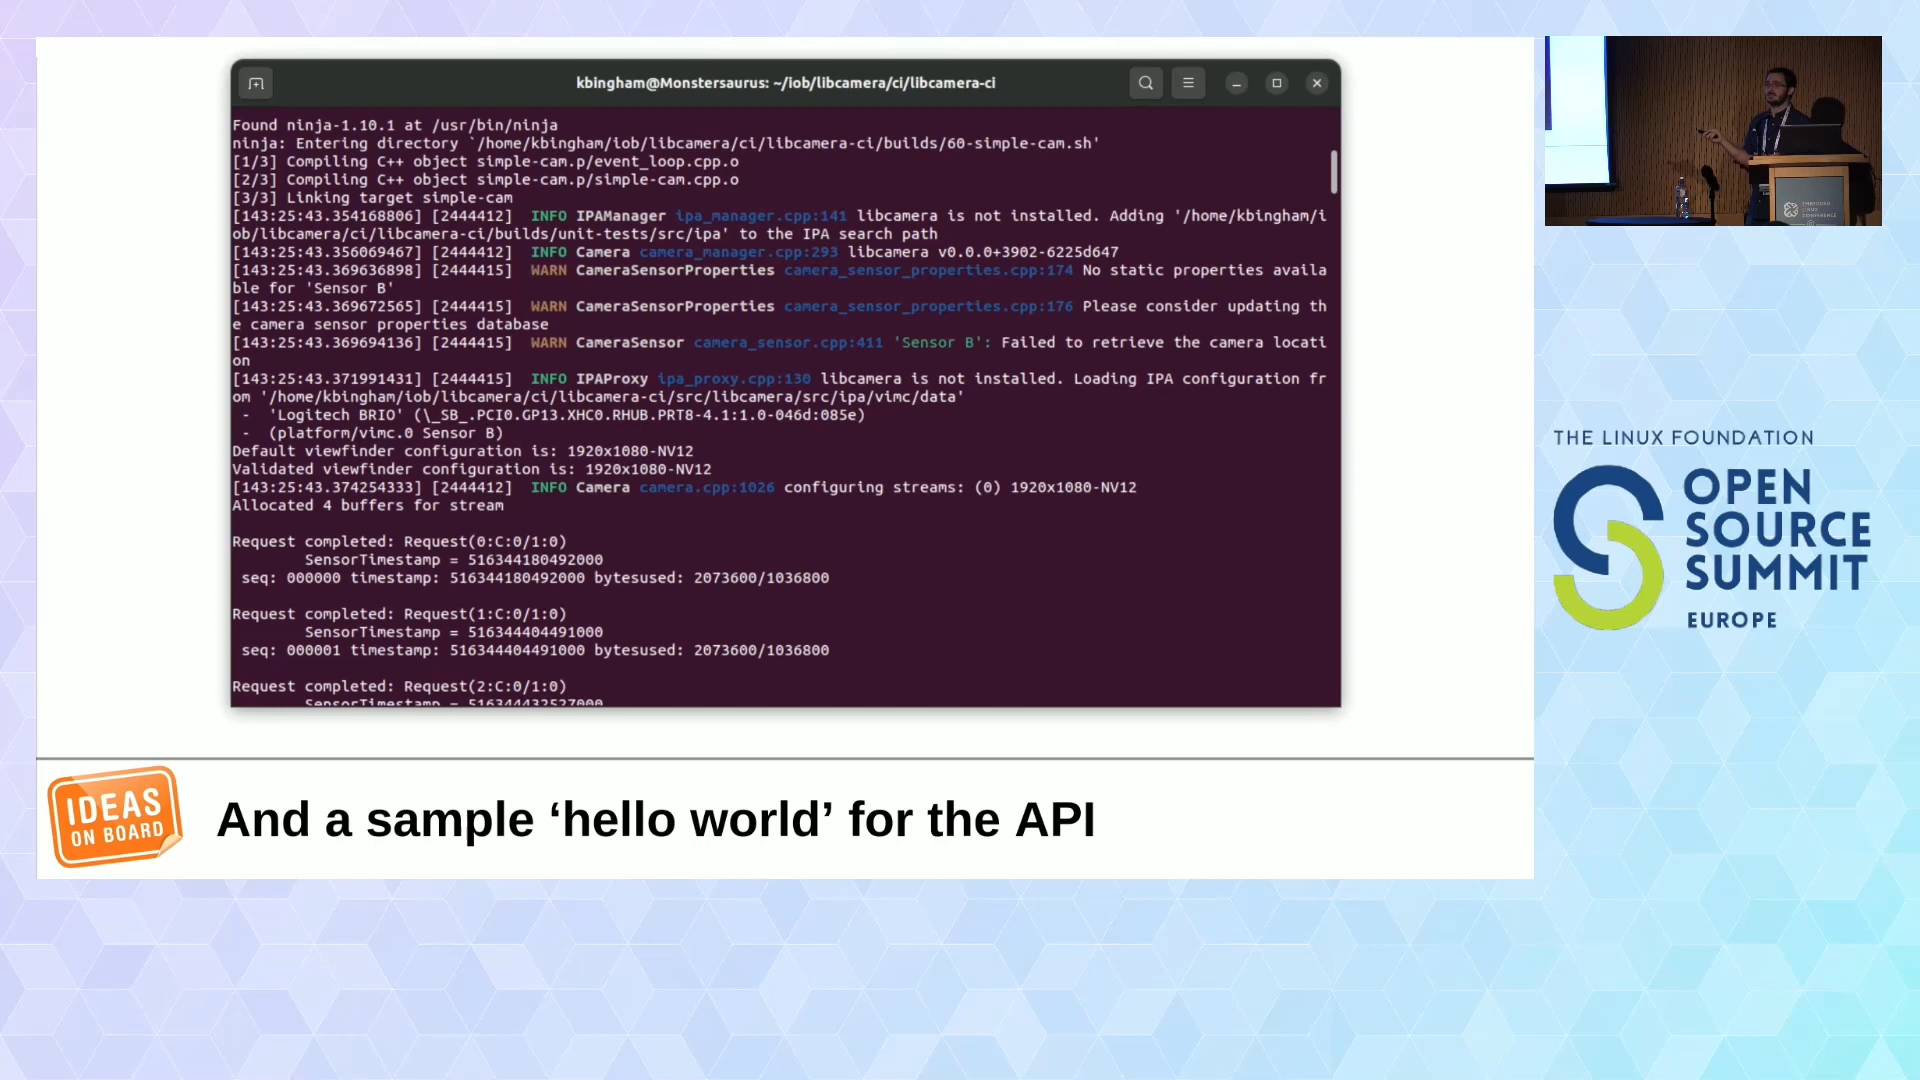 kbingham@Monstersaurus: ~/iob/libcamera/ci/libcamera-ci
Found ninja-1.10.1 at /usr/bin/ninja
ninja: Entering directory `/home/kbingham/iob/libcamera/ci/libcamera-ci/builds/60-simple-cam.sh'
[1/3] Compiling C++ object simple-cam.p/event_loop.cpp.o
[2/3] Compiling C++ object simple-cam.p/simple-cam.cpp.o
[3/3] Linking target simple-cam
[143:25:43.354168806] [2444412]  INFO IPAManager ipa_manager.cpp:141 libcamera is not installed. Adding '/home/kbingham/i
ob/libcamera/ci/libcamera-ci/builds/unit-tests/src/ipa' to the IPA search path
[143:25:43.356069467] [2444412]  INFO Camera camera_manager.cpp:293 libcamera v0.0.0+3902-6225d647
[143:25:43.369636898] [2444415]  WARN CameraSensorProperties camera_sensor_properties.cpp:174 No static properties availa
ble for 'Sensor B'
[143:25:43.369672565] [2444415]  WARN CameraSensorProperties camera_sensor_properties.cpp:176 Please consider updating th
e camera sensor properties database
[143:25:43.369694136] [2444415]  WARN CameraSensor camera_sensor.cpp:411 'Sensor B': Failed to retrieve the camera locati
on
[143:25:43.371991431] [2444415]  INFO IPAProxy ipa_proxy.cpp:130 libcamera is not installed. Loading IPA configuration fr
om '/home/kbingham/iob/libcamera/ci/libcamera-ci/src/libcamera/src/ipa/vimc/data'
 -  'Logitech BRIO' (\_SB_.PCI0.GP13.XHC0.RHUB.PRT8-4.1:1.0-046d:085e)
 -  (platform/vimc.0 Sensor B)
Default viewfinder configuration is: 1920x1080-NV12
Validated viewfinder configuration is: 1920x1080-NV12
[143:25:43.374254333] [2444412]  INFO Camera camera.cpp:1026 configuring streams: (0) 1920x1080-NV12
Allocated 4 buffers for stream
Request completed: Request(0:C:0/1:0)
SensorTimestamp = 516344180492000
seq: 000000 timestamp: 516344180492000 bytesused: 2073600/1036800
Request completed: Request(1:C:0/1:0)
SensorTimestamp = 516344404491000
seq: 000001 timestamp: 516344404491000 bytesused: 2073600/1036800
Request completed: Request(2:C:0/1:0)
SensorTimestamp = 516344432527000
IDEAS
ON BOARD
And a sample ‘hello world’ for the API
THE LINUX FOUNDATION
OPEN
SOURCE
SUMMIT
EUROPE